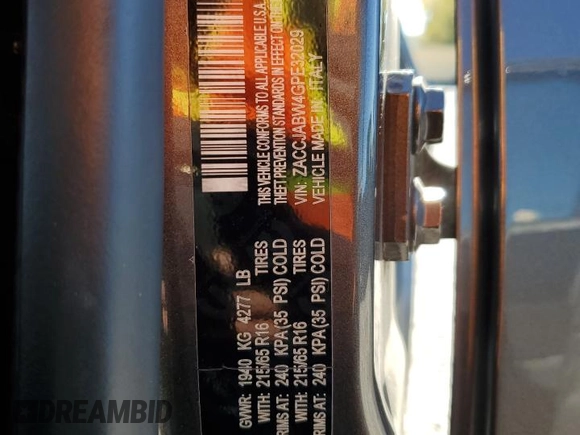 THIS VEHICLE CONFORMS TO ALL APPLICABLE U.S.A.
THEFT PREVENTION STANDARDS IN EFFECT ON
VIN: ZACCJABW4GPE32029
VEHICLE MADE IN: ITALY
GVWR: 1940 KG 4277 LB
WITH: 215/65 R16 TIRES
RIMS AT: 240 KPA(35 PSI) COLD
WITH: 215/65 R16 TIRES
RIMS AT: 240 KPA(35 PSI) COLD
DREAMBID